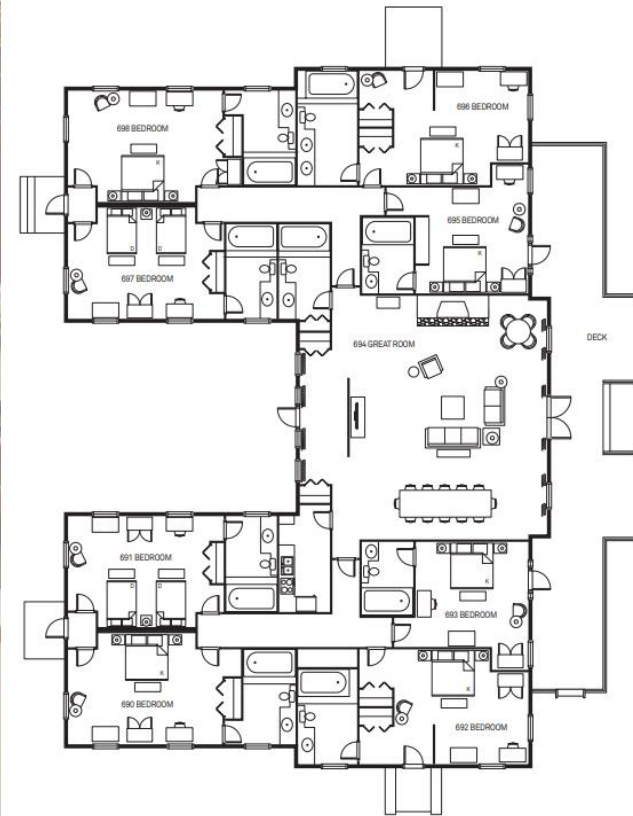 696 BEDROOM
698 BEDROOM
K
K
695 BEDROOM
D
D
697 BEDROOM
K
694 GREAT ROOM
DECK
691 BEDROOM
K
D
D
693 BEDROOM
K
K
690 BEDROOM
692 BEDROOM